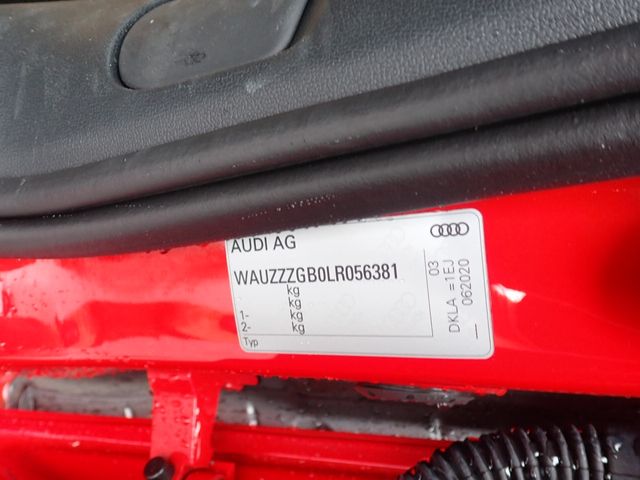 AUDI AG
WAUZZZGB0LR056381
kg
kg
1- kg
2- kg
Typ
03
DKLA =1EJ
062020